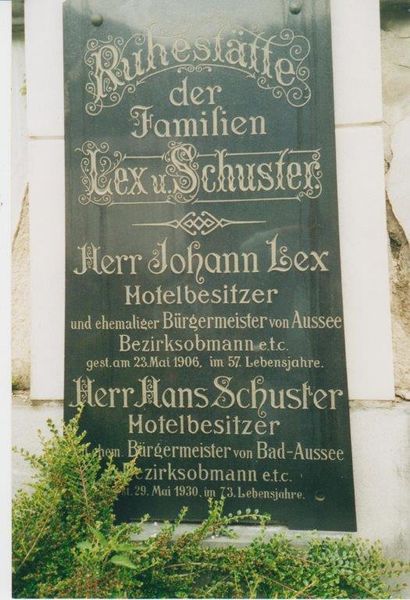 Ruhestätte
der
Familien
Lex u. Schuster.
Herr Johann Lex
Hotelbesitzer
und ehemaliger Bürgermeister von Aussee
Bezirksobmann e.t.c.
gest. am 23. Mai 1906, im 57. Lebensjahre.
Herr Hans Schuster
Hotelbesitzer
ehem. Bürgermeister von Bad-Aussee
Bezirksobmann e.t.c.
29. Mai 1930, im 73. Lebensjahre.